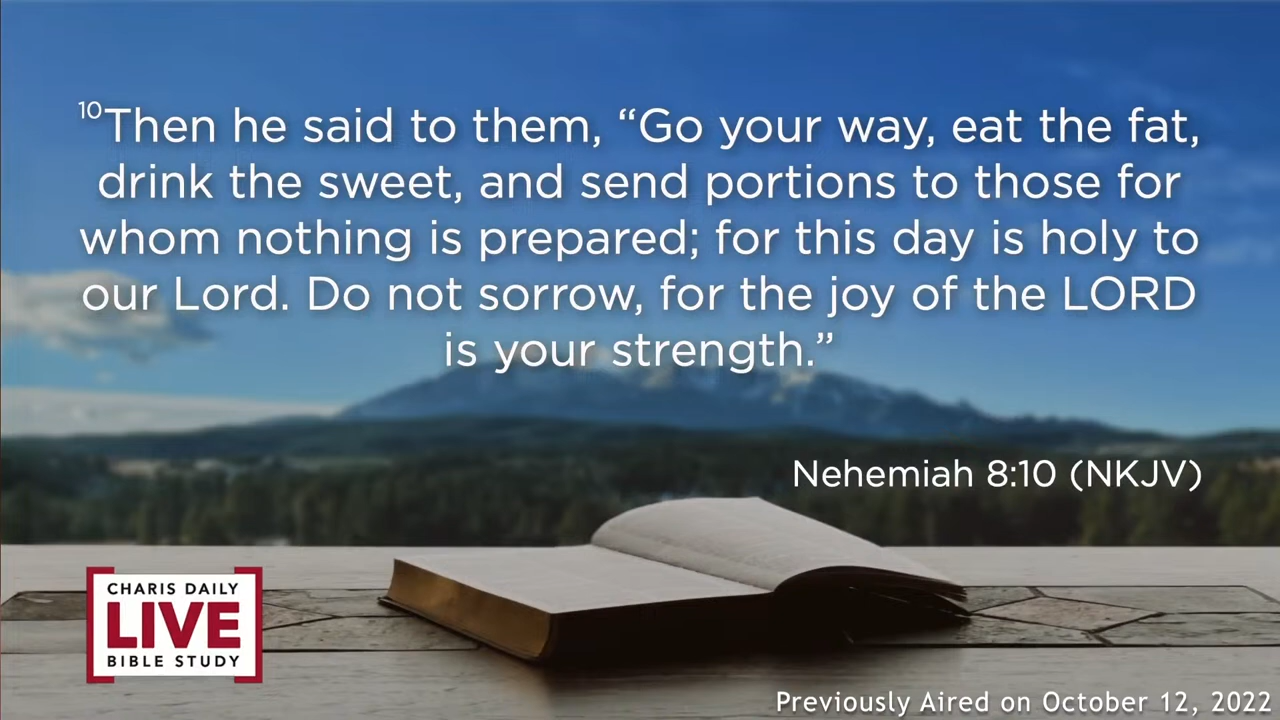 10Then he said to them, “Go your way, eat the fat,
drink the sweet, and send portions to those for
whom nothing is prepared; for this day is holy to
our Lord. Do not sorrow, for the joy of the LORD
is your strength.”
Nehemiah 8:10 (NKJV)
CHARIS DAILY
LIVE
BIBLE STUDY
Previously Aired on October 12, 2022